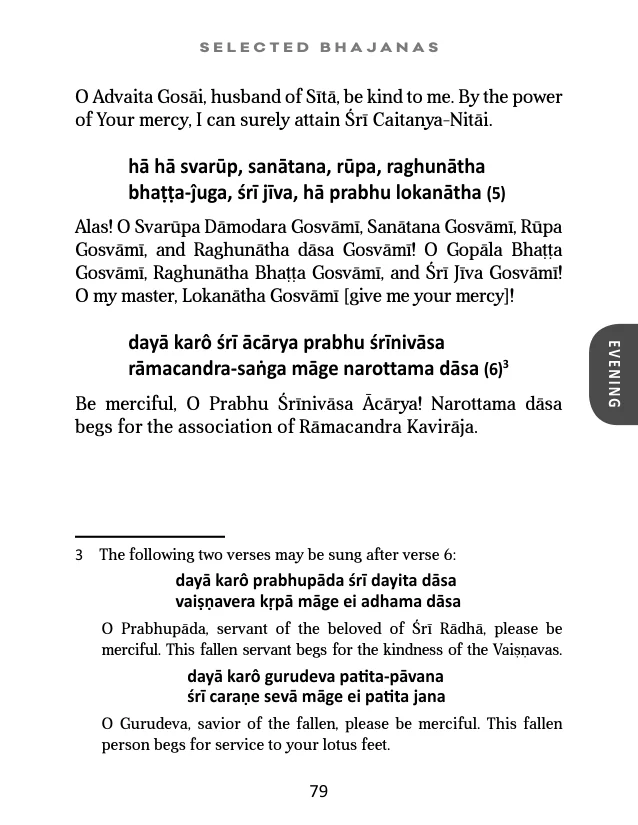 SELECTED BHAJANAS
O Advaita Gosāi, husband of Sītā, be kind to me. By the power
of Your mercy, I can surely attain Śrī Caitanya-Nitāi.
hā hā svarūp, sanātana, rūpa, raghunātha
bhaṭṭa-ĵuga, śrī jīva, hā prabhu lokanātha (5)
Alas! O Svarūpa Dāmodara Gosvāmī, Sanātana Gosvāmī, Rūpa
Gosvāmī, and Raghunātha dāsa Gosvāmī! O Gopāla Bhaṭṭa
Gosvāmī, Raghunātha Bhaṭṭa Gosvāmī, and Śrī Jīva Gosvāmī!
O my master, Lokanātha Gosvāmī [give me your mercy]!
dayā karô śrī ācārya prabhu śrīnivāsa
rāmacandra-saṅga māge narottama dāsa (6)³
EVENING
Be merciful, O Prabhu Śrīnivāsa Ācārya! Narottama dāsa
begs for the association of Rāmacandra Kavirāja.
3 The following two verses may be sung after verse 6:
dayā karô prabhupāda śrī dayita dāsa
vaiṣṇavera kṛpā māge ei adhama dāsa
O Prabhupāda, servant of the beloved of Śrī Rādhā, please be
merciful. This fallen servant begs for the kindness of the Vaiṣṇavas.
dayā karô gurudeva patita-pāvana
śrī caraṇe sevā māge ei patita jana
O Gurudeva, savior of the fallen, please be merciful. This fallen
person begs for service to your lotus feet.
79